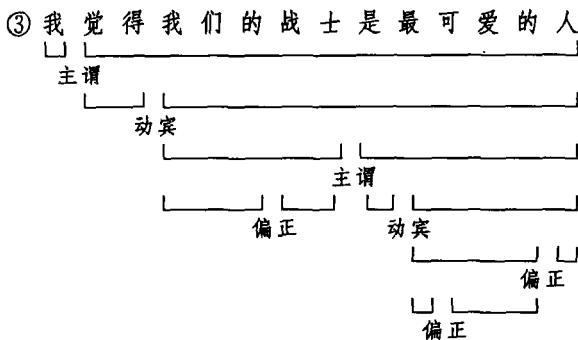 ③我觉得我们的战士是最可爱的人
主谓
动宾
主谓
偏正 动宾
偏正
偏正